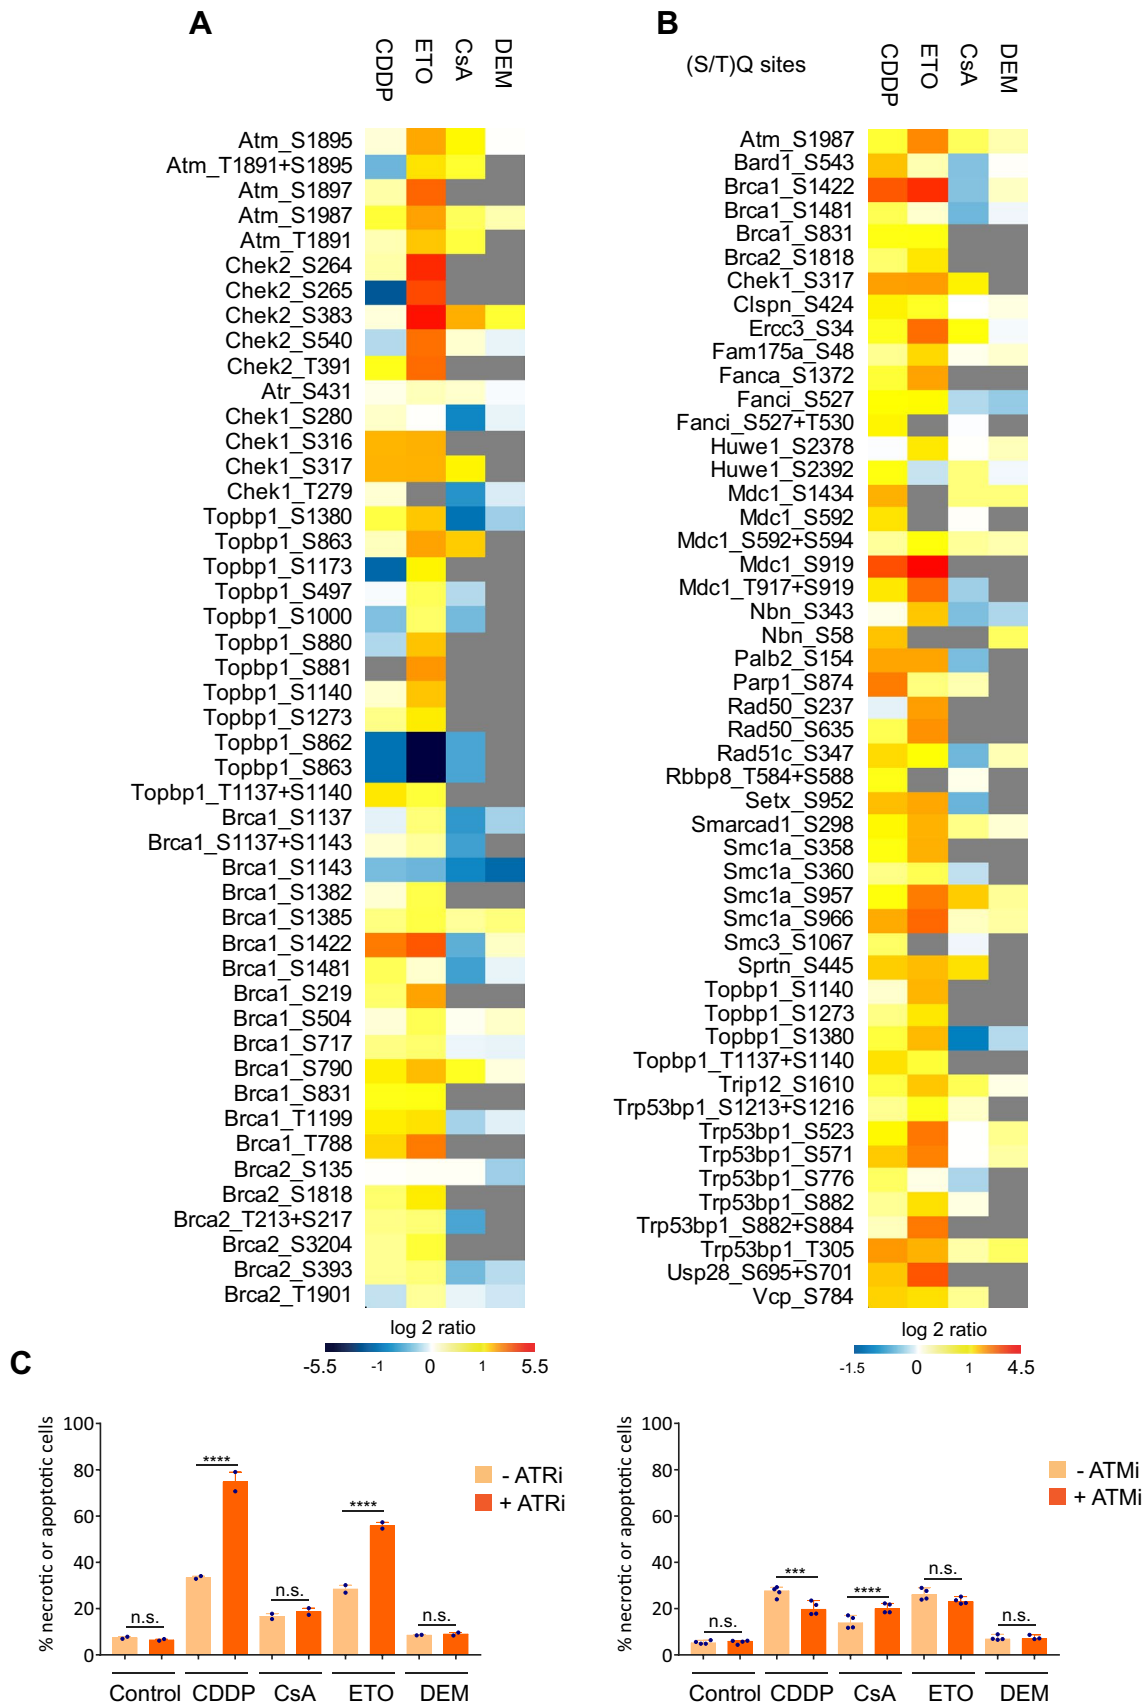 A
CDDP
ETO
CsA
DEM
Atm_S1895
Atm_T1891+S1895
Atm_S1897
Atm_S1987
Atm_T1891
Chek2_S264
Chek2_S265
Chek2_S383
Chek2_S540
Chek2_T391
Atr_S431
Chek1_S280
Chek1_S316
Chek1_S317
Chek1_T279
Topbp1_S1380
Topbp1_S863
Topbp1_S1173
Topbp1_S497
Topbp1_S1000
Topbp1_S880
Topbp1_S881
Topbp1_S1140
Topbp1_S1273
Topbp1_S862
Topbp1_S863
Topbp1_T1137+S1140
Brca1_S1137
Brca1_S1137+S1143
Brca1_S1143
Brca1_S1382
Brca1_S1385
Brca1_S1422
Brca1_S1481
Brca1_S219
Brca1_S504
Brca1_S717
Brca1_S790
Brca1_S831
Brca1_T1199
Brca1_T788
Brca2_S135
Brca2_S1818
Brca2_T213+S217
Brca2_S3204
Brca2_S393
Brca2_T1901
log 2 ratio
-5.5 -1 0 1 5.5
B
(S/T)Q sites
CDDP
ETO
CsA
DEM
Atm_S1987
Bard1_S543
Brca1_S1422
Brca1_S1481
Brca1_S831
Brca2_S1818
Chek1_S317
Clspn_S424
Ercc3_S34
Fam175a_S48
Fanca_S1372
Fanci_S527
Fanci_S527+T530
Huwe1_S2378
Huwe1_S2392
Mdc1_S1434
Mdc1_S592
Mdc1_S592+S594
Mdc1_S919
Mdc1_T917+S919
Nbn_S343
Nbn_S58
Palb2_S154
Parp1_S874
Rad50_S237
Rad50_S635
Rad51c_S347
Rbbp8_T584+S588
Setx_S952
Smarcad1_S298
Smc1a_S358
Smc1a_S360
Smc1a_S957
Smc1a_S966
Smc3_S1067
Sprtn_S445
Topbp1_S1140
Topbp1_S1273
Topbp1_S1380
Topbp1_T1137+S1140
Trip12_S1610
Trp53bp1_S1213+S1216
Trp53bp1_S523
Trp53bp1_S571
Trp53bp1_S776
Trp53bp1_S882
Trp53bp1_S882+S884
Trp53bp1_T305
Usp28_S695+S701
Vcp_S784
log 2 ratio
-1.5 0 1 4.5
C
% necrotic or apoptotic cells
100
80
60
40
20
0
n.s.
****
n.s.
****
n.s.
- ATRi
+ ATRi
Control CDDP CsA ETO DEM
% necrotic or apoptotic cells
100
80
60
40
20
0
n.s.
***
****
n.s.
n.s.
- ATMi
+ ATMi
Control CDDP CsA ETO DEM